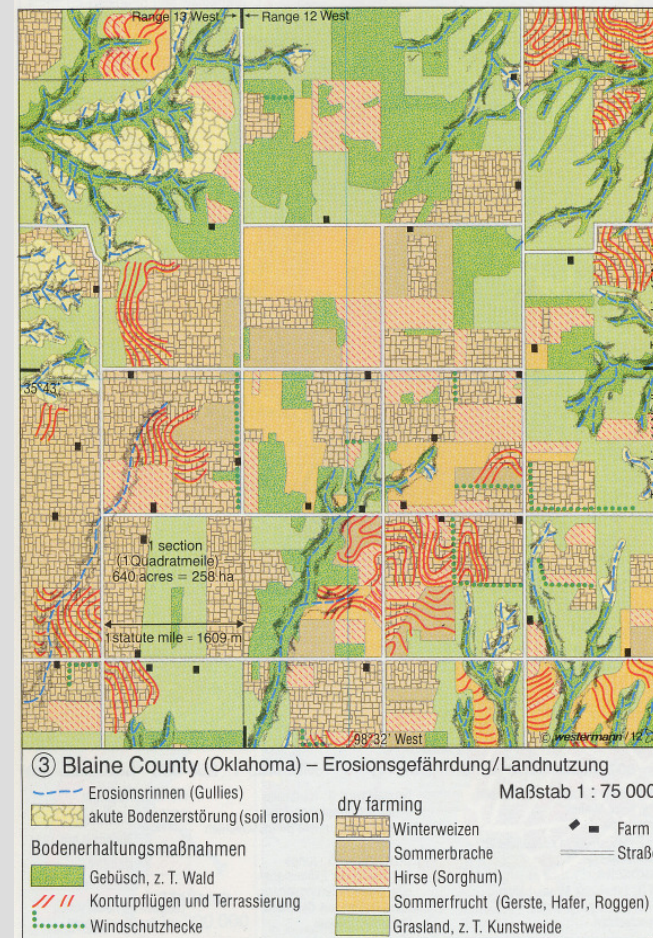 Range 13 West Range 12 West
35°43'
1 section
(1 Quadratmeile)
640 acres = 258 ha
1 statute mile = 1609 m
98°32' West
© westermann / 12
③ Blaine County (Oklahoma) – Erosionsgefährdung/Landnutzung
Maßstab 1 : 75 000
Erosionsrinnen (Gullies)
akute Bodenzerstörung (soil erosion)
Bodenerhaltungsmaßnahmen
Gebüsch, z. T. Wald
Konturpflügen und Terrassierung
Windschutzhecke
dry farming
Winterweizen
Sommerbrache
Hirse (Sorghum)
Sommerfrucht (Gerste, Hafer, Roggen)
Grasland, z. T. Kunstweide
Farm
Straße